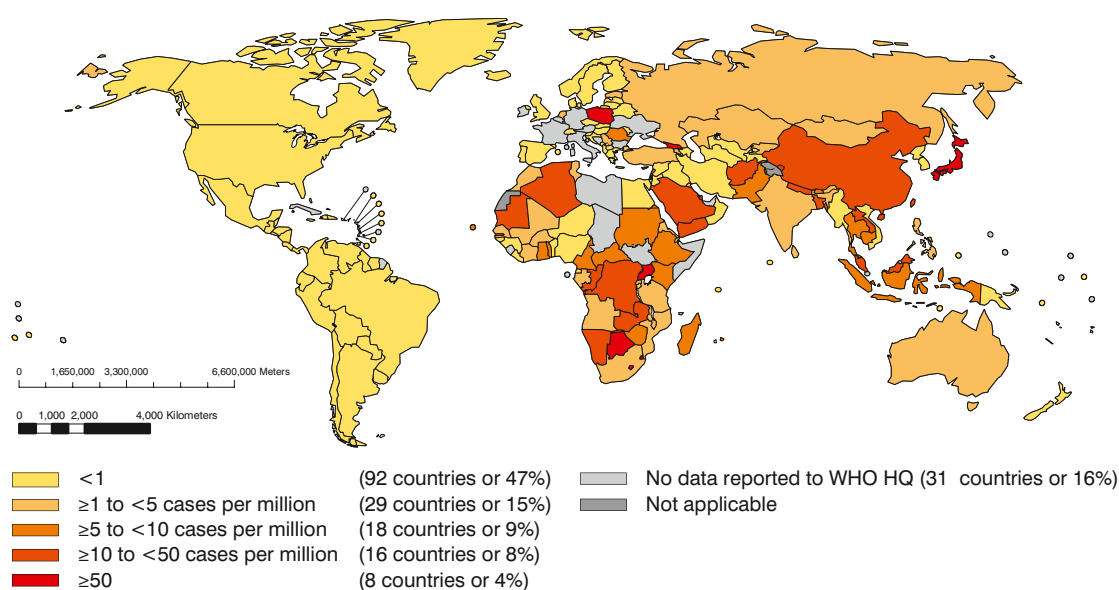 0 1,650,000 3,300,000 6,600,000 Meters
0 1,000 2,000 4,000 Kilometers
<1 (92 countries or 47%)
≥1 to <5 cases per million (29 countries or 15%)
≥5 to <10 cases per million (18 countries or 9%)
≥10 to <50 cases per million (16 countries or 8%)
≥50 (8 countries or 4%)
No data reported to WHO HQ (31 countries or 16%)
Not applicable